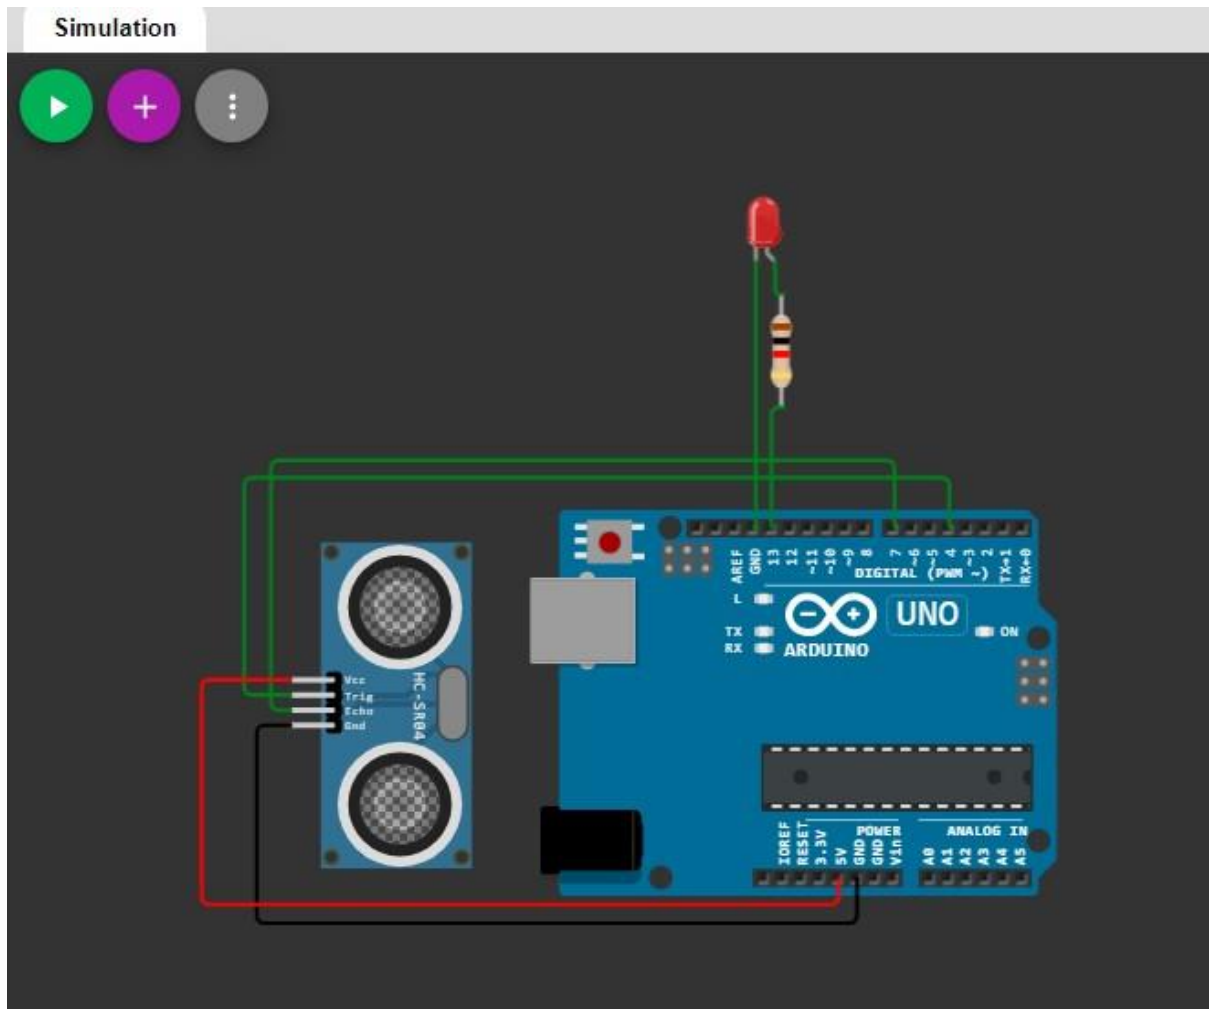 Simulation
AREF
GND
13
12
~11
~10
~9
8
7
~6
~5
4
~3
2
TX→1
RX←0
DIGITAL (PWM ~)
L
TX
RX
UNO
ON
ARDUINO
Vcc
Trig
Echo
Gnd
HC-SR04
IOREF
RESET
3.3V
5V
GND
GND
Vin
POWER
ANALOG IN
A0
A1
A2
A3
A4
A5